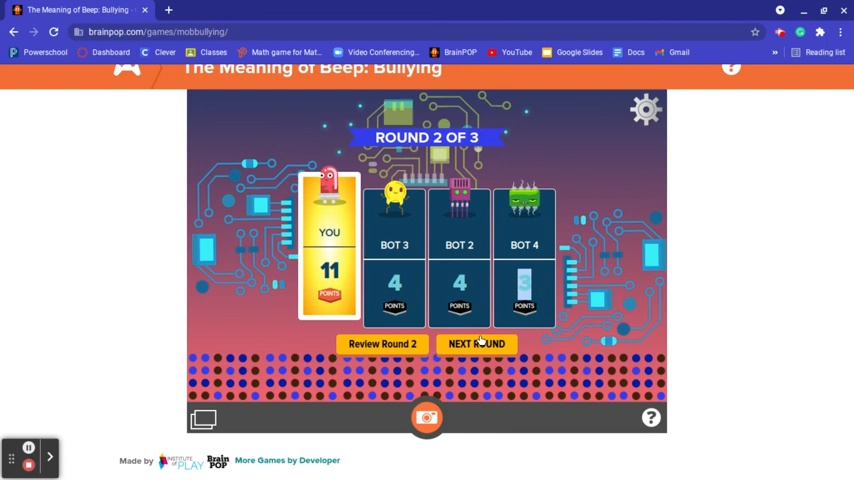 The Meaning of Beep: Bullying -
brainpop.com/games/mobbullying/
Powerschool Dashboard Clever Classes Math game for Mat... Video Conferencing... BrainPOP YouTube Google Slides Docs Gmail » Reading list
The Meaning of Beep: Bullying
ROUND 2 OF 3
YOU BOT 3 BOT 2 BOT 4
11 4 4 3
POINTS POINTS POINTS POINTS
Review Round 2 NEXT ROUND
Made by INSTITUTE of PLAY Brain POP More Games by Developer